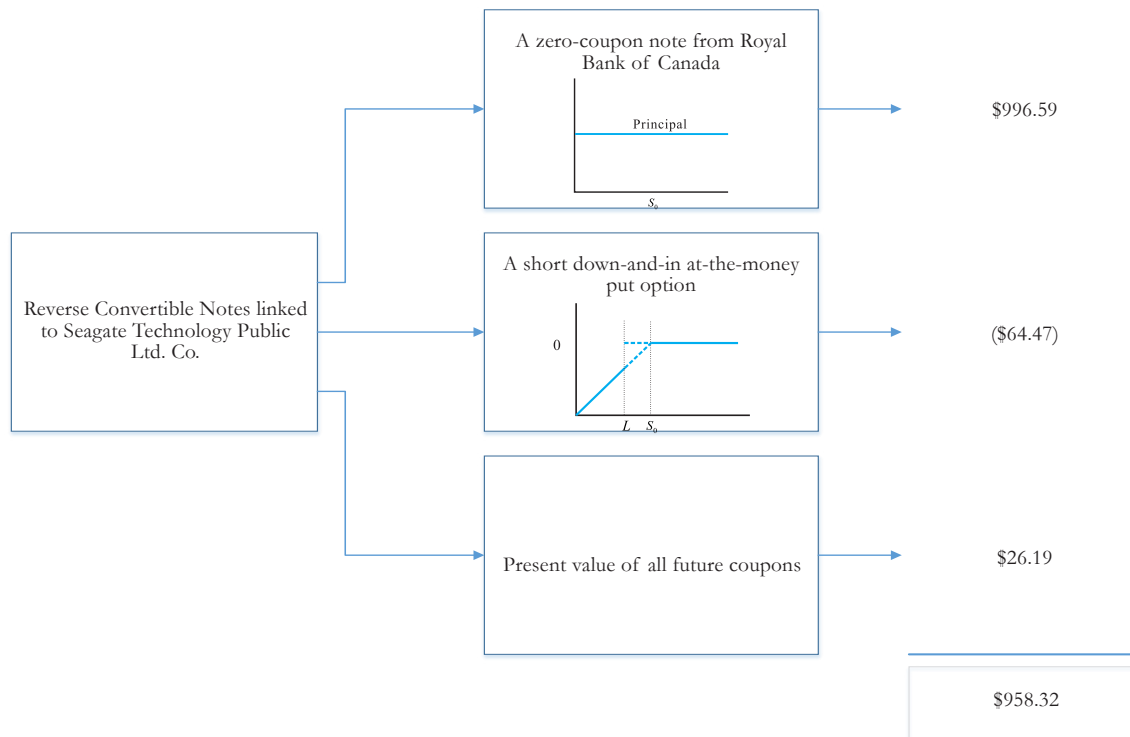 A zero-coupon note from Royal
Bank of Canada
Principal
S₀
$996.59
Reverse Convertible Notes linked
to Seagate Technology Public
Ltd. Co.
A short down-and-in at-the-money
put option
0
L S₀
($64.47)
Present value of all future coupons
$26.19
$958.32